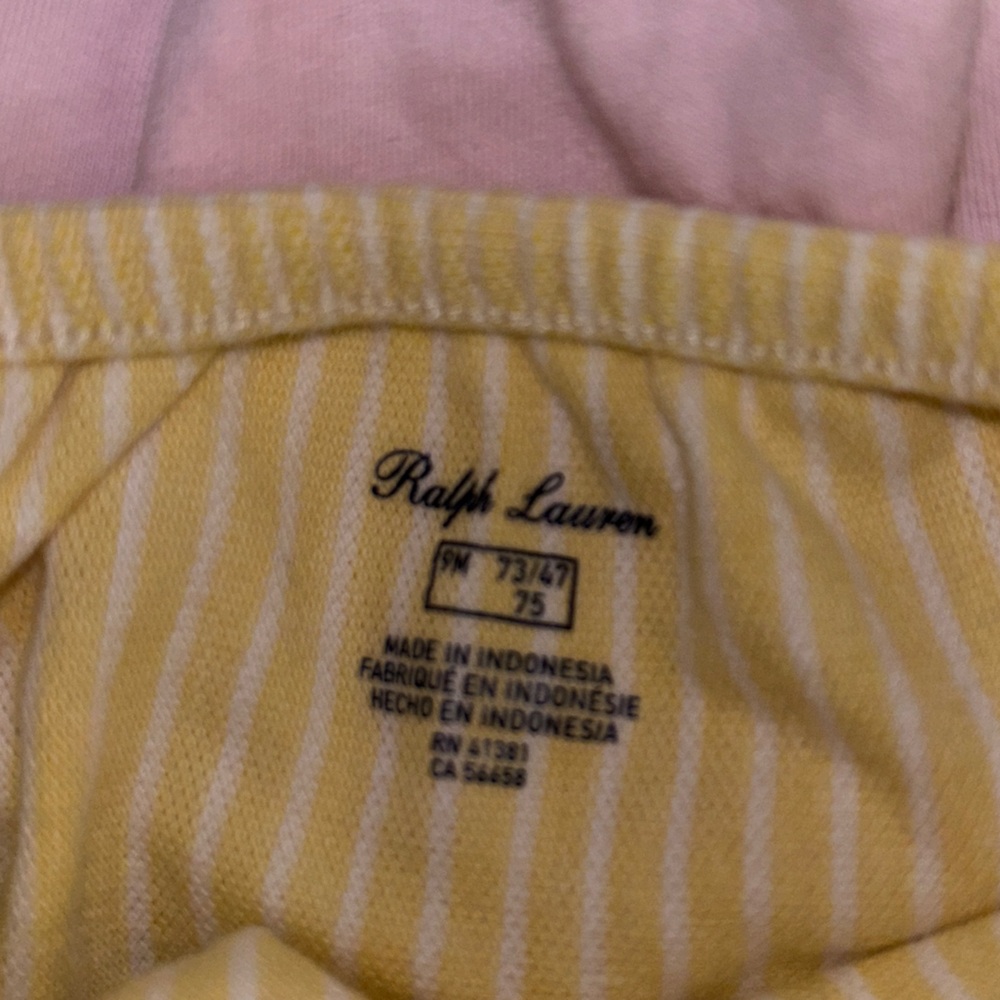 Ralph Lauren
9M 73/47
75
MADE IN INDONESIA
FABRIQUÉ EN INDONÉSIE
HECHO EN INDONESIA
RN 41381
CA 56658